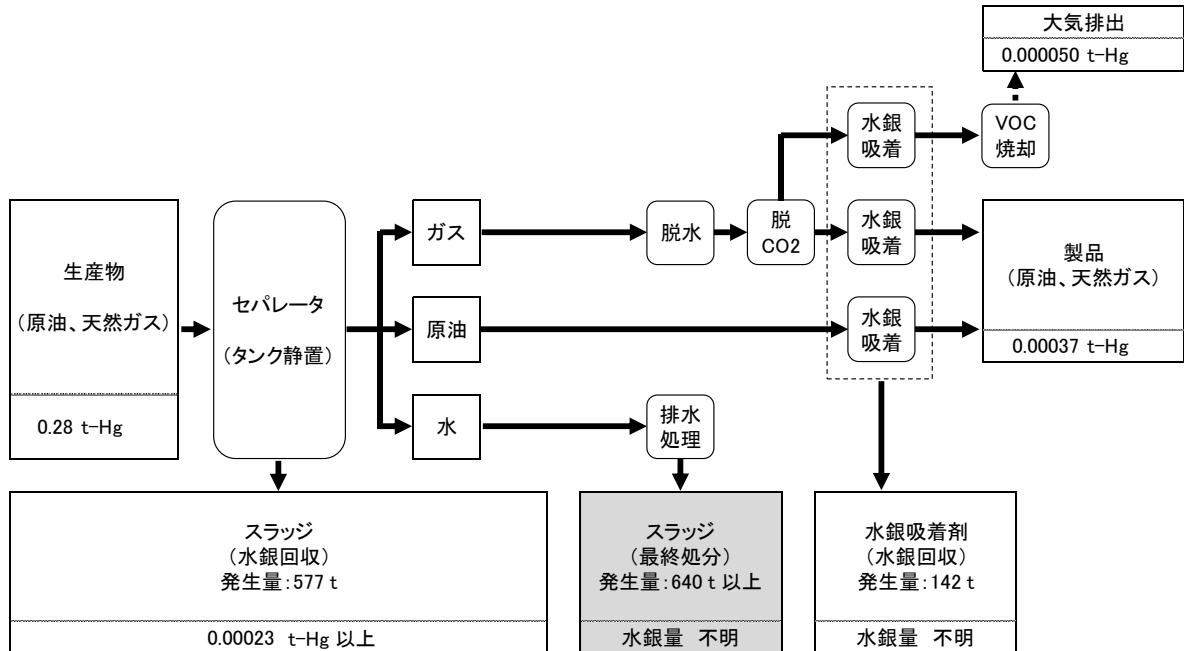 大気排出
0.000050 t-Hg
水銀
吸着
VOC
焼却
生産物
(原油、天然ガス)
0.28 t-Hg
セパレータ
(タンク静置)
ガス
脱水
脱
CO2
水銀
吸着
製品
(原油、天然ガス)
0.00037 t-Hg
原油
水銀
吸着
水
排水
処理
スラッジ
(水銀回収)
発生量:577 t
0.00023 t-Hg 以上
スラッジ
(最終処分)
発生量:640 t 以上
水銀量 不明
水銀吸着剤
(水銀回収)
発生量:142 t
水銀量 不明